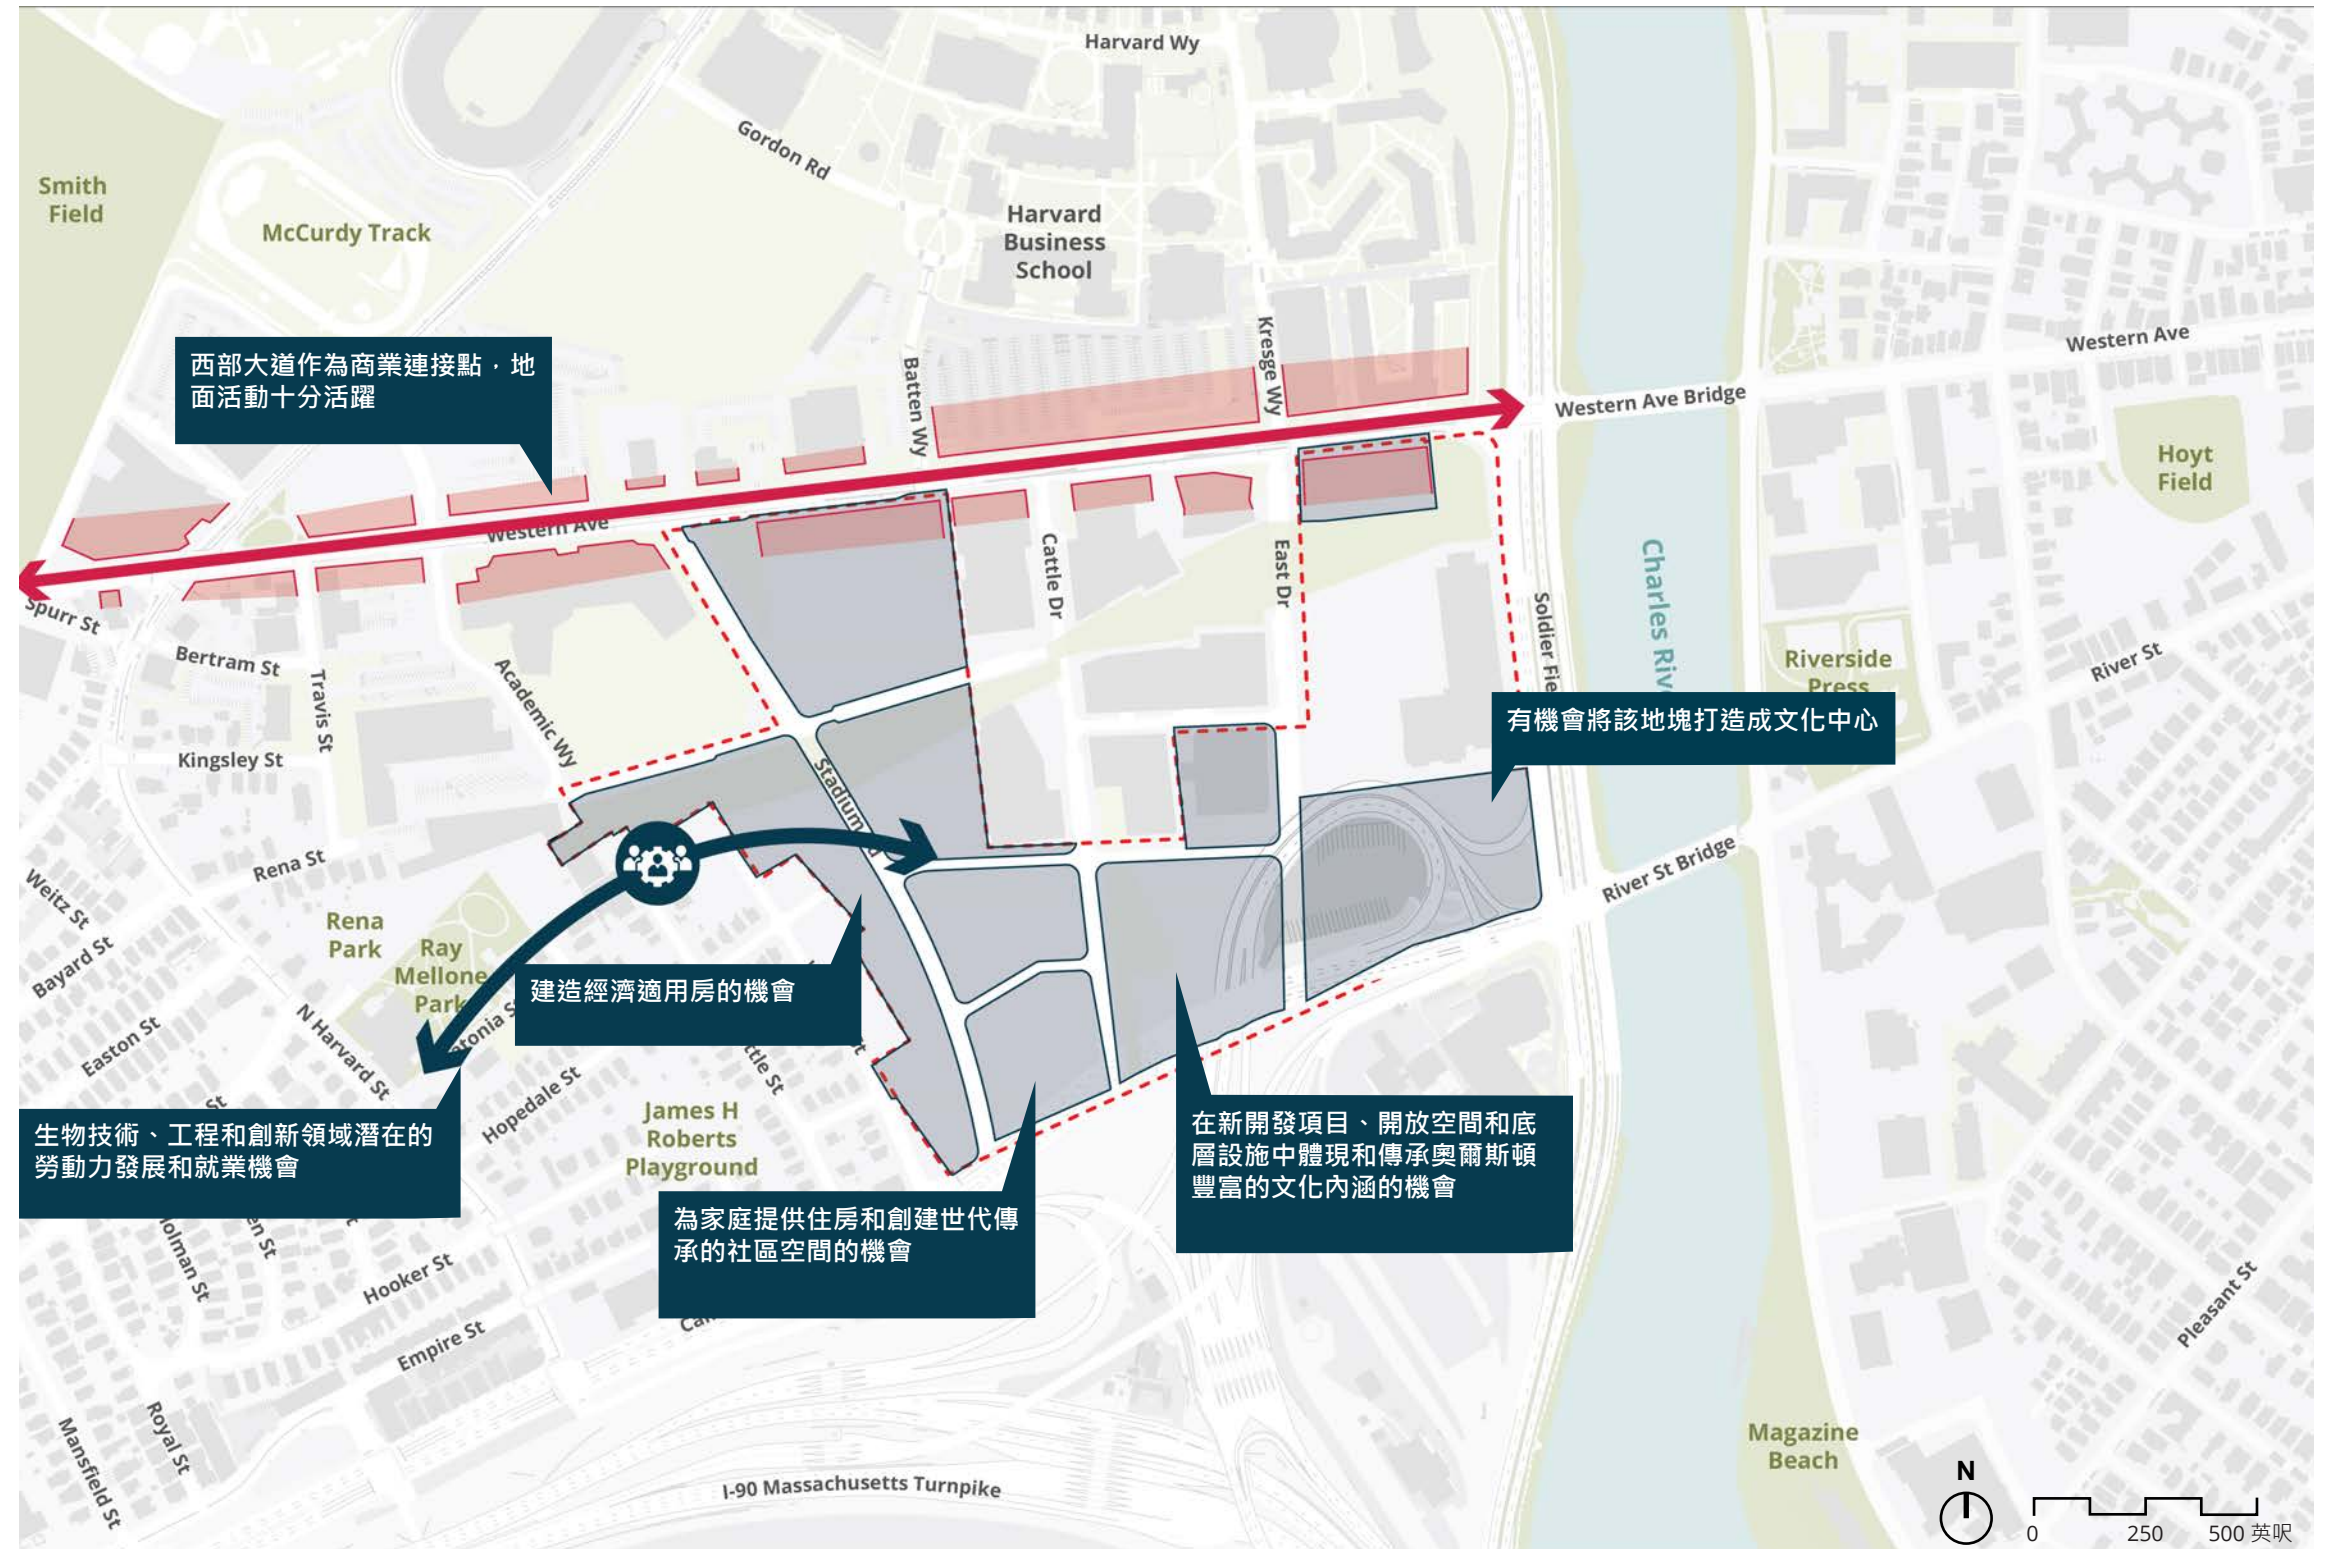 Harvard Wy
Gordon Rd
Smith
Field
McCurdy Track
Harvard
Business
School
Kresge Wy
Batten Wy
Western Ave
Western Ave Bridge
西部大道作為商業連接點，地
面活動十分活躍
Hoyt
Field
Western Ave
Cattle Dr
East Dr
Charles Riv
Soldier Fie
Spurr St
Bertram St
Travis St
Academic Wy
Kingsley St
Riverside
Press
River St
有機會將該地塊打造成文化中心
Stadium
Rena St
River St Bridge
Weitz St
Bayard St
Rena
Park
Ray
Mellone
Park
建造經濟適用房的機會
Easton St
N Harvard St
Hopedale St
St
James H
Roberts
Playground
生物技術、工程和創新領域潛在的
勞動力發展和就業機會
在新開發項目、開放空間和底
層設施中體現和傳承奧爾斯頓
豐富的文化內涵的機會
為家庭提供住房和創建世代傳
承的社區空間的機會
Hooker St
Empire St
Pleasant St
Royal St
Mansfield St
I-90 Massachusetts Turnpike
Magazine
Beach
N
0 250 500 英呎